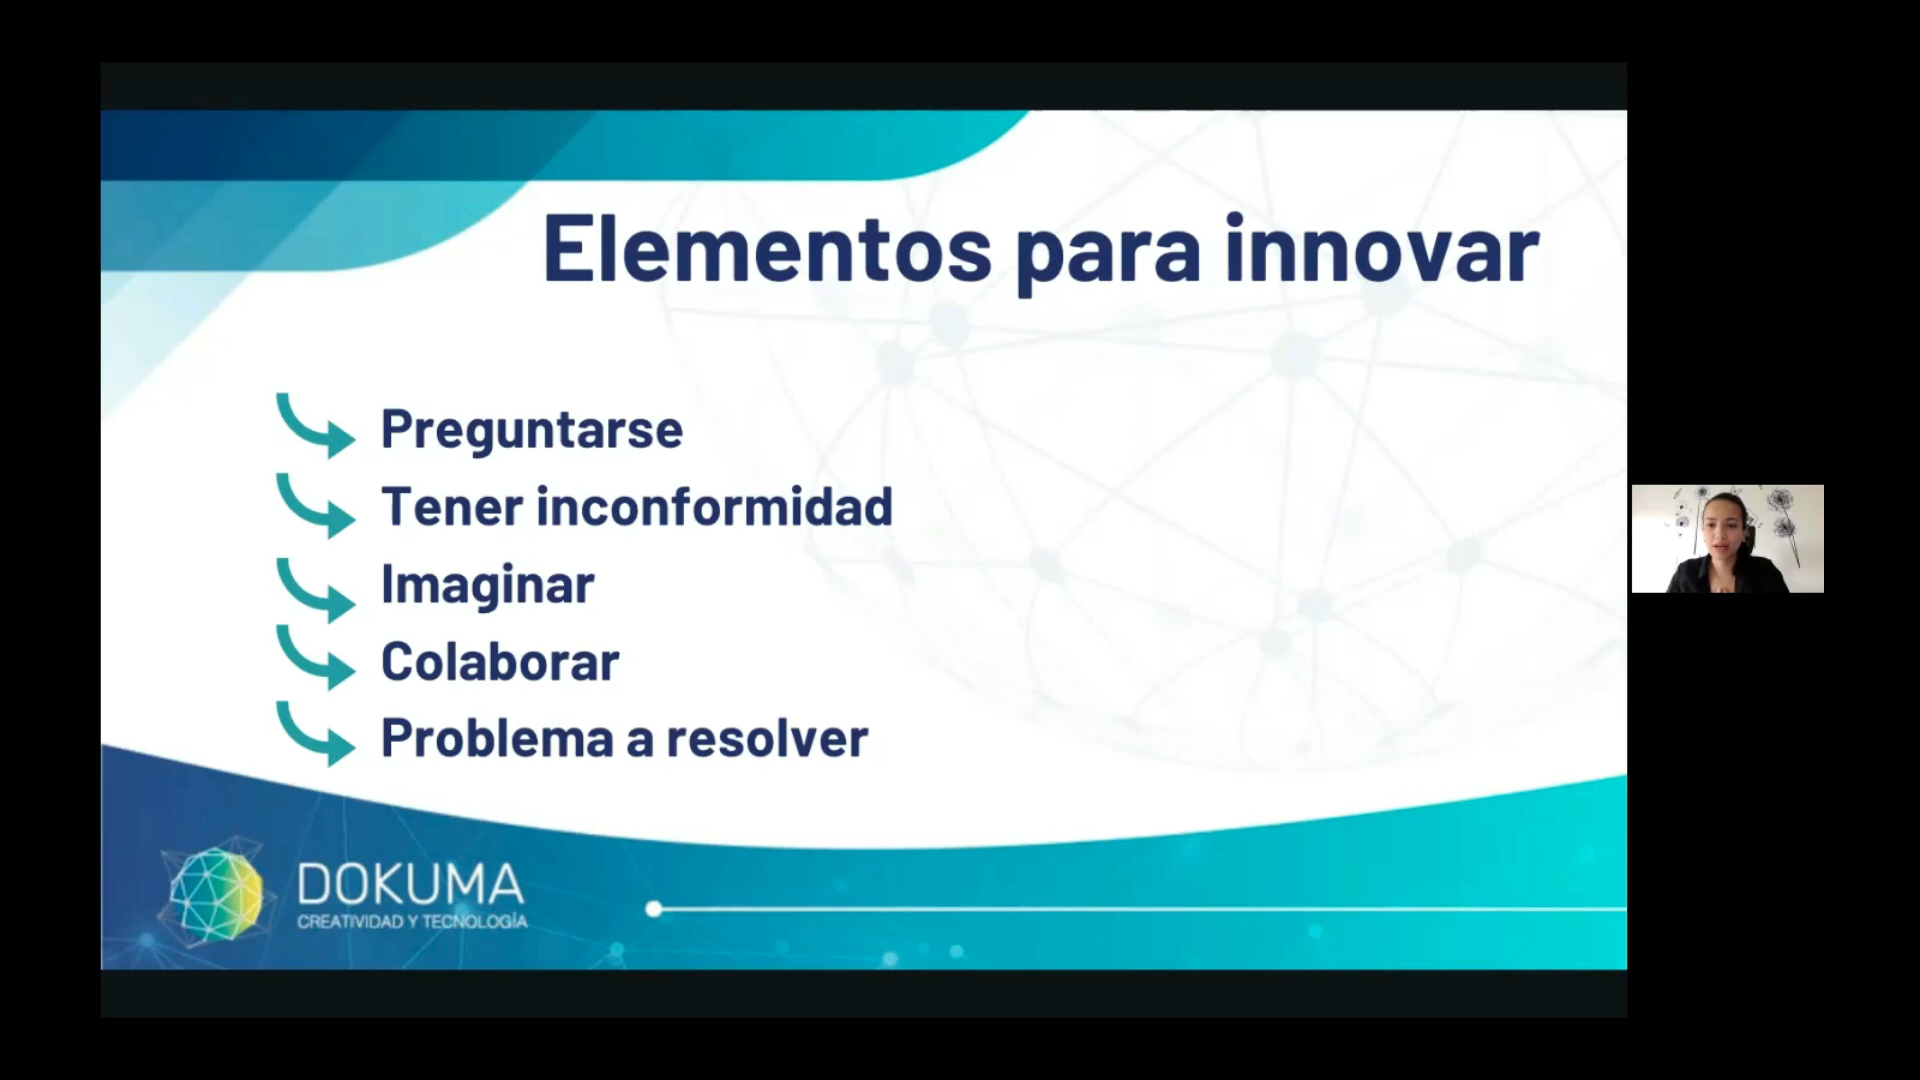 Elementos para innovar
Preguntarse
Tener inconformidad
Imaginar
Colaborar
Problema a resolver
DOKUMA
CREATIVIDAD Y TECNOLOGÍA